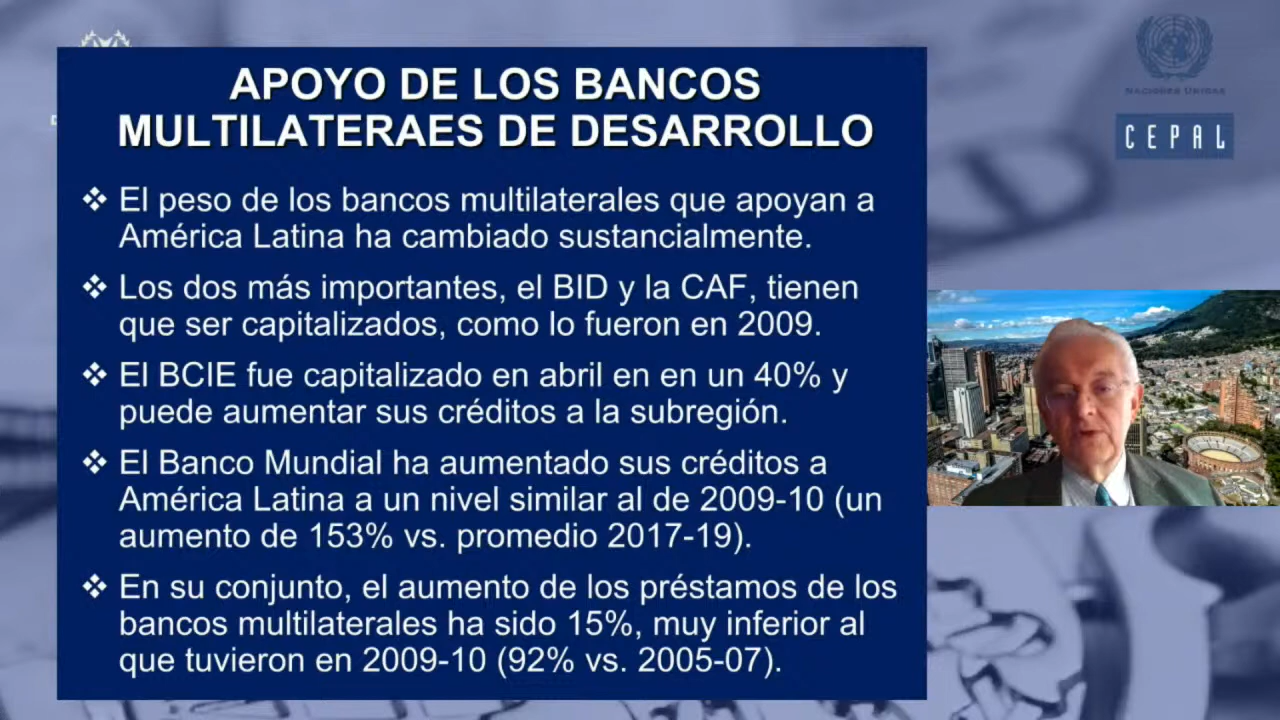 APOYO DE LOS BANCOS
MULTILATERAES DE DESARROLLO
❖ El peso de los bancos multilaterales que apoyan a
América Latina ha cambiado sustancialmente.
❖ Los dos más importantes, el BID y la CAF, tienen
que ser capitalizados, como lo fueron en 2009.
❖ El BCIE fue capitalizado en abril en en un 40% y
puede aumentar sus créditos a la subregión.
❖ El Banco Mundial ha aumentado sus créditos a
América Latina a un nivel similar al de 2009-10 (un
aumento de 153% vs. promedio 2017-19).
❖ En su conjunto, el aumento de los préstamos de los
bancos multilaterales ha sido 15%, muy inferior al
que tuvieron en 2009-10 (92% vs. 2005-07).
NACIONES UNIDAS
CEPAL